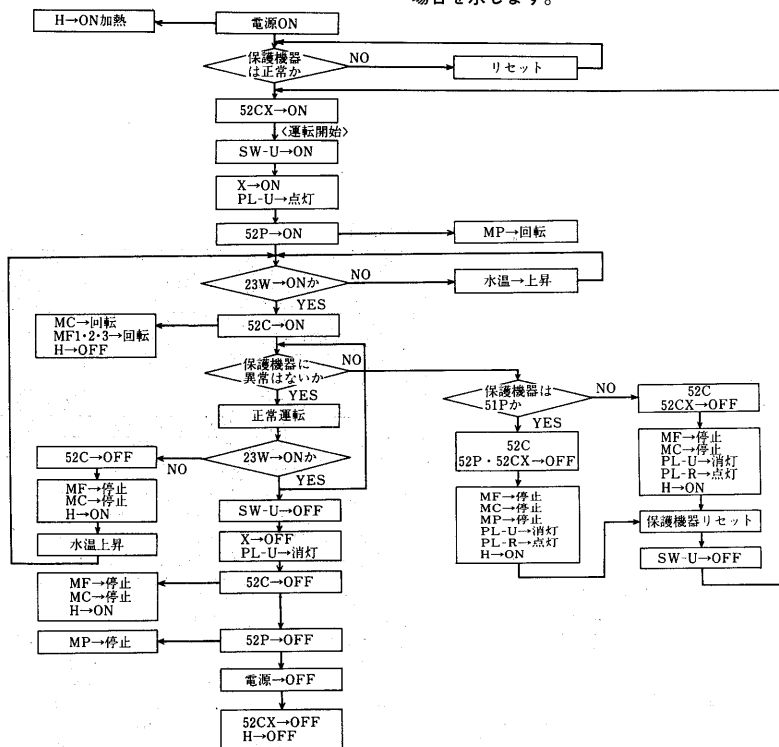 場合を示します。
H→ON加熱
電源ON
保護機器
は正常か
NO
リセット
52CX→ON
〈運転開始〉
SW-U→ON
X→ON
PL-U→点灯
52P→ON
MP→回転
23W→ONか
NO
水温→上昇
YES
MC→回転
MF1・2・3→回転
H→OFF
52C→ON
保護機器に
異常はないか
NO
YES
正常運転
保護機器は
51Pか
NO
YES
52C
52CX→OFF
52C
52P・52CX→OFF
MF→停止
MC→停止
PL-U→消灯
PL-R→点灯
H→ON
23W→ONか
NO
YES
52C→OFF
MF→停止
MC→停止
H→ON
水温上昇
MF→停止
MC→停止
MP→停止
PL-U→消灯
PL-R→点灯
H→ON
保護機器リセット
SW-U→OFF
SW-U→OFF
X→OFF
PL-U→消灯
52C→OFF
MF→停止
MC→停止
H→ON
52P→OFF
MP→停止
電源→OFF
52CX→OFF
H→OFF